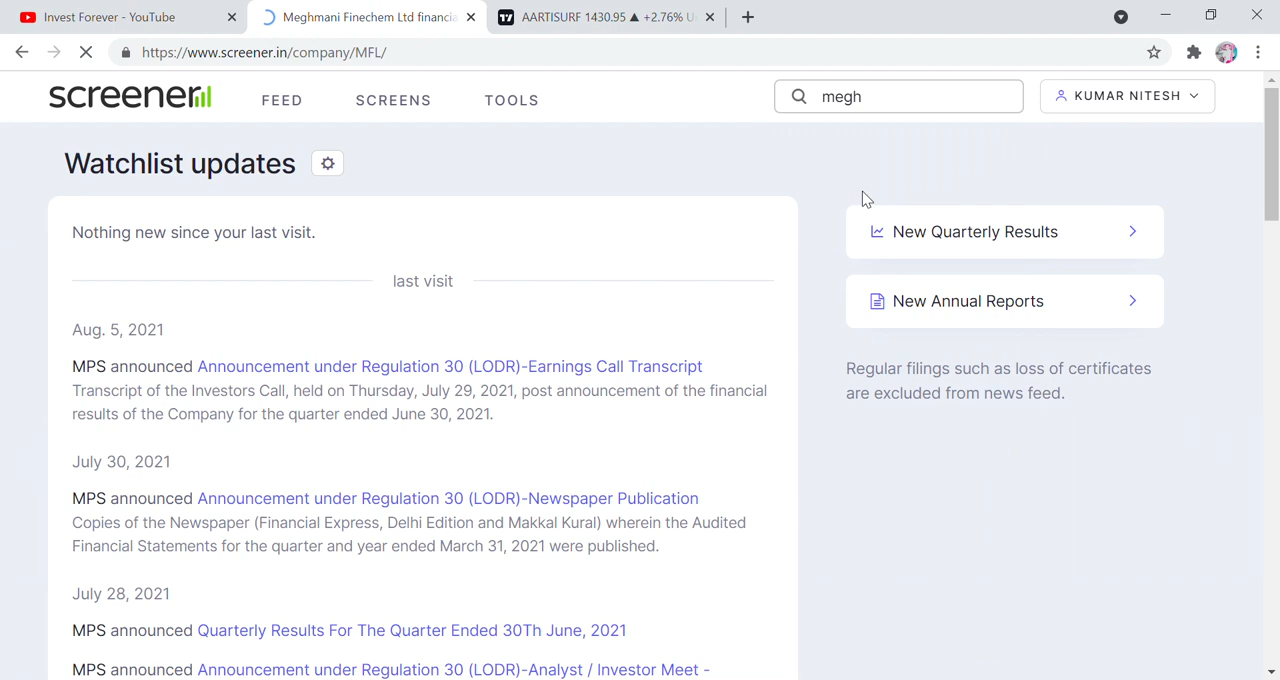 Invest Forever - YouTube
Meghmani Finechem Ltd financia
AARTISURF 1430.95 ▲ +2.76% U
https://www.screener.in/company/MFL/
screener
FEED
SCREENS
TOOLS
megh
KUMAR NITESH
Watchlist updates
Nothing new since your last visit.
last visit
Aug. 5, 2021
MPS announced Announcement under Regulation 30 (LODR)-Earnings Call Transcript
Transcript of the Investors Call, held on Thursday, July 29, 2021, post announcement of the financial
results of the Company for the quarter ended June 30, 2021.
July 30, 2021
MPS announced Announcement under Regulation 30 (LODR)-Newspaper Publication
Copies of the Newspaper (Financial Express, Delhi Edition and Makkal Kural) wherein the Audited
Financial Statements for the quarter and year ended March 31, 2021 were published.
July 28, 2021
MPS announced Quarterly Results For The Quarter Ended 30Th June, 2021
MPS announced Announcement under Regulation 30 (LODR)-Analyst / Investor Meet -
New Quarterly Results
New Annual Reports
Regular filings such as loss of certificates
are excluded from news feed.